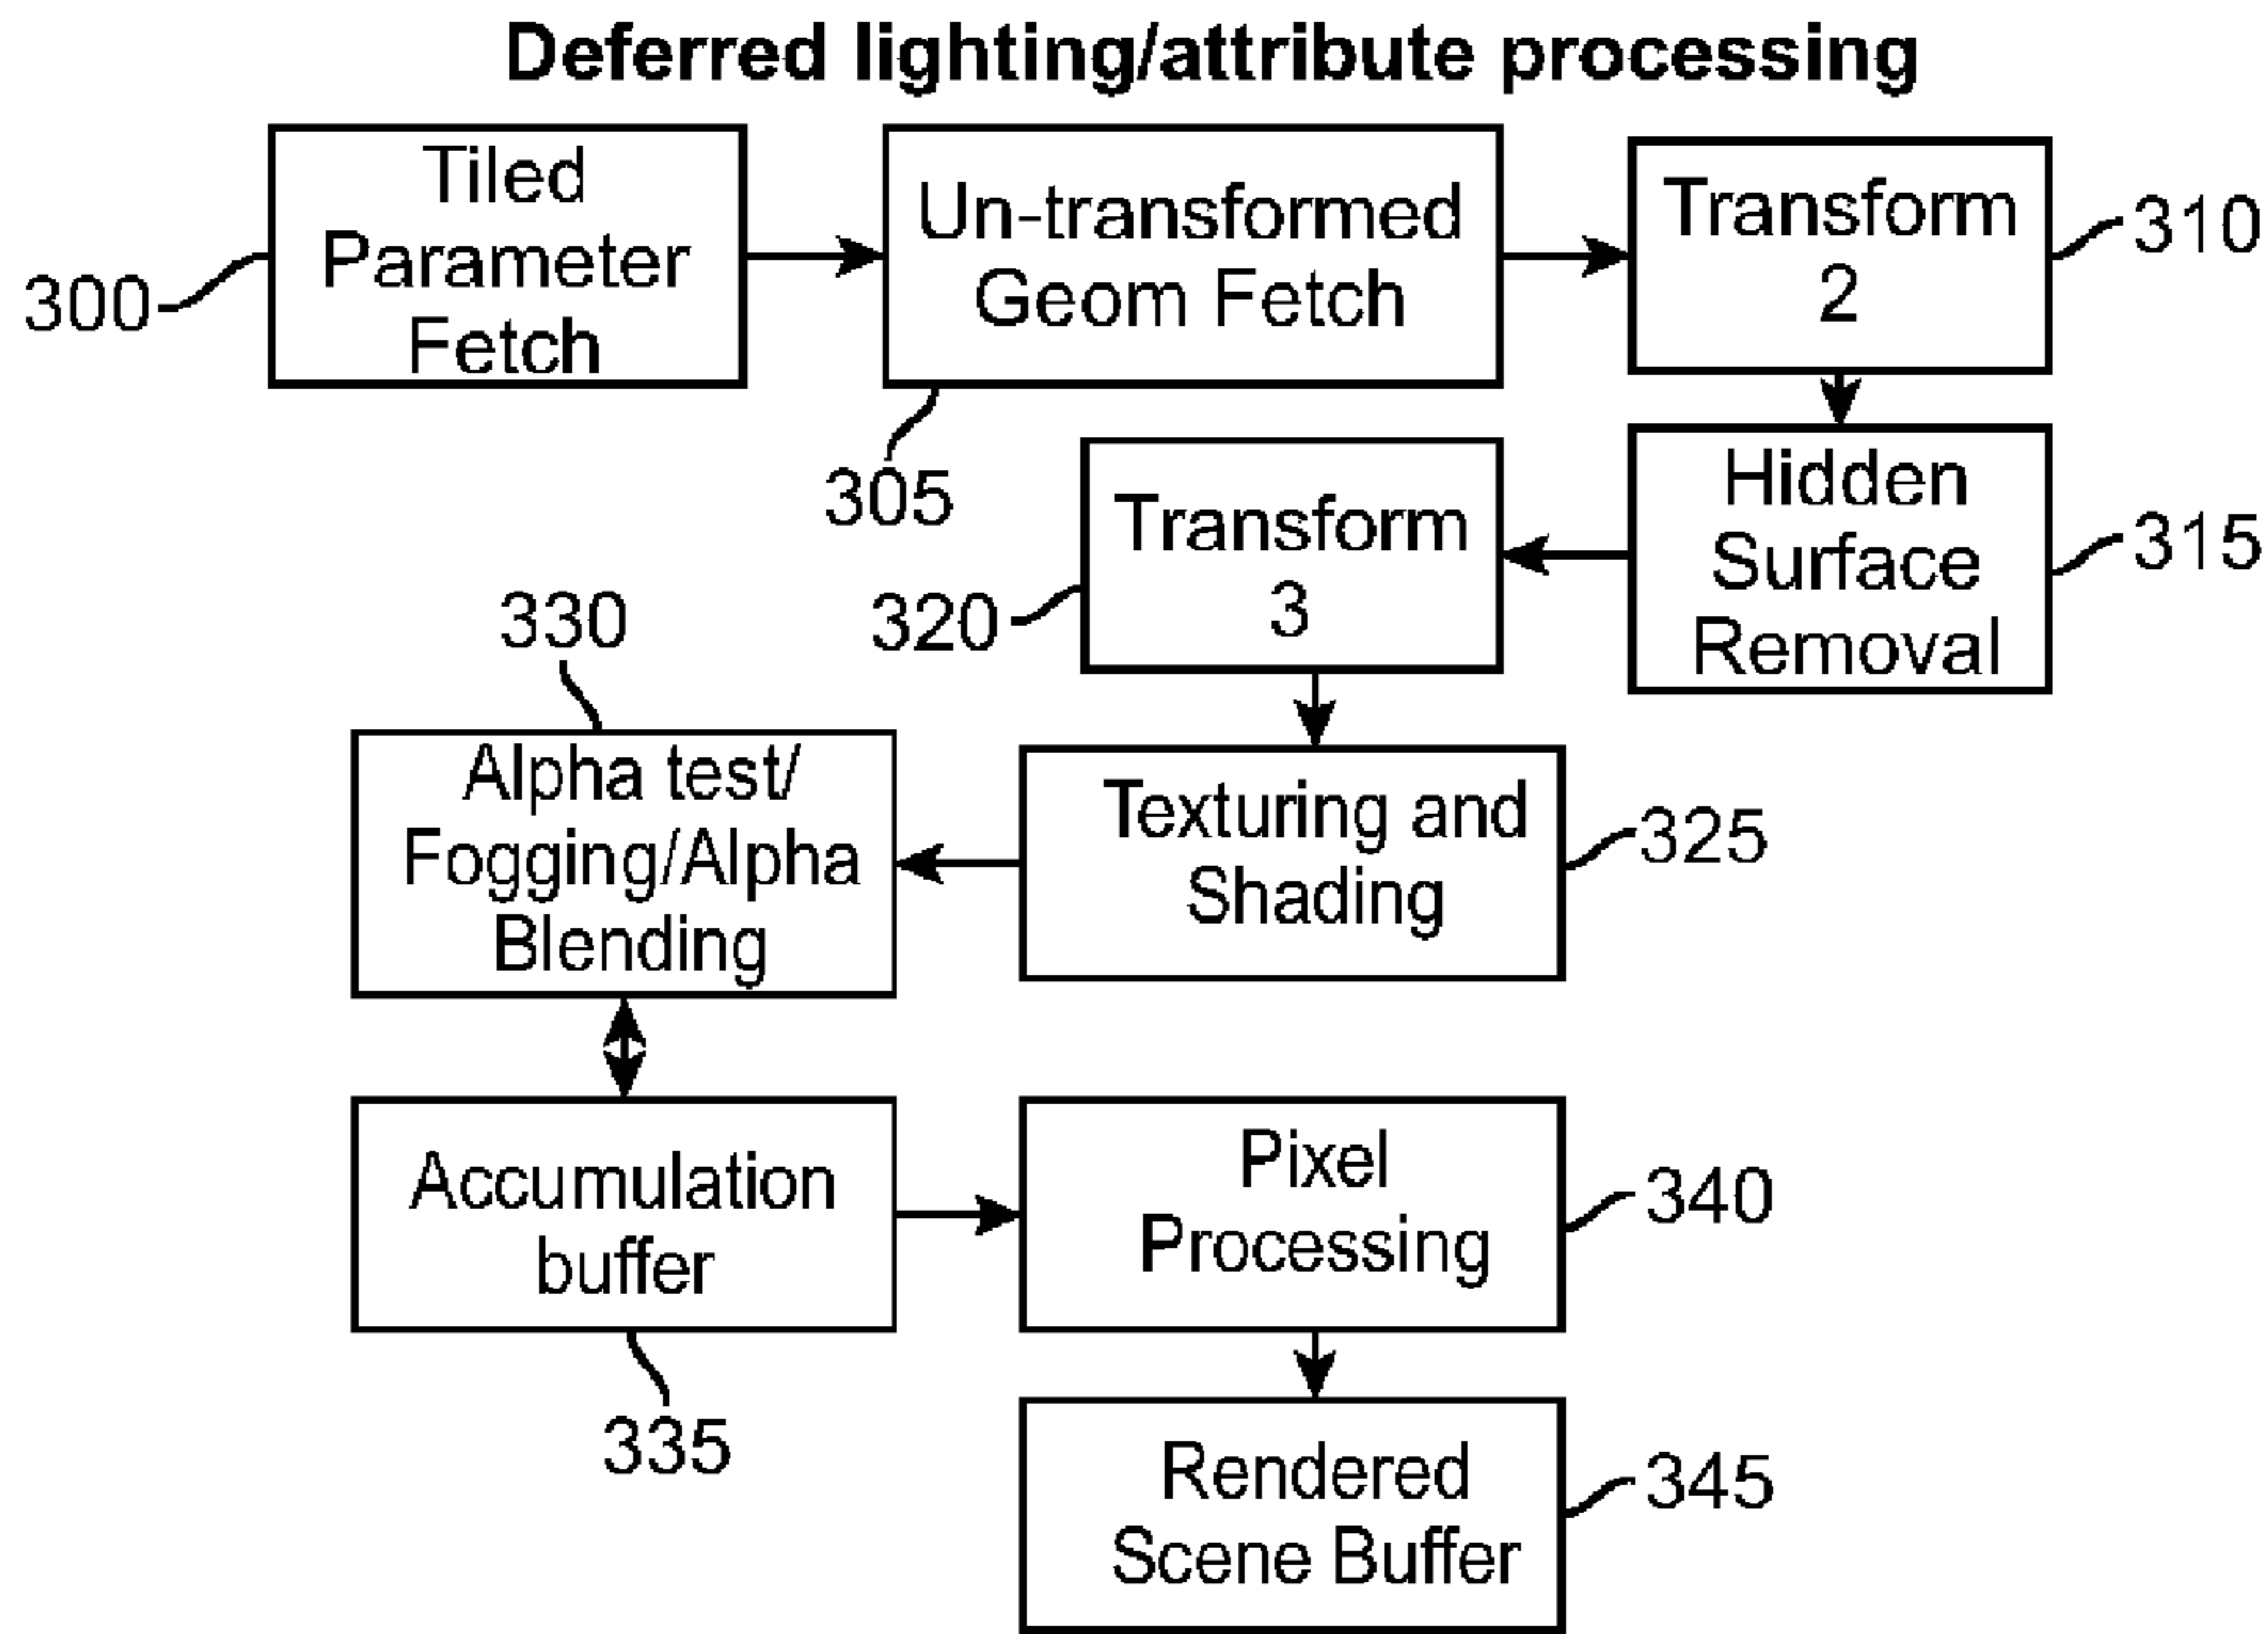 Deferred lighting/attribute processing
Tiled
Parameter
Fetch
300
Un-transformed
Geom Fetch
305
Transform
2
310
Hidden
Surface
Removal
315
Transform
3
320
Texturing and
Shading
325
330
Alpha test/
Fogging/Alpha
Blending
Accumulation
buffer
335
Pixel
Processing
340
Rendered
Scene Buffer
345